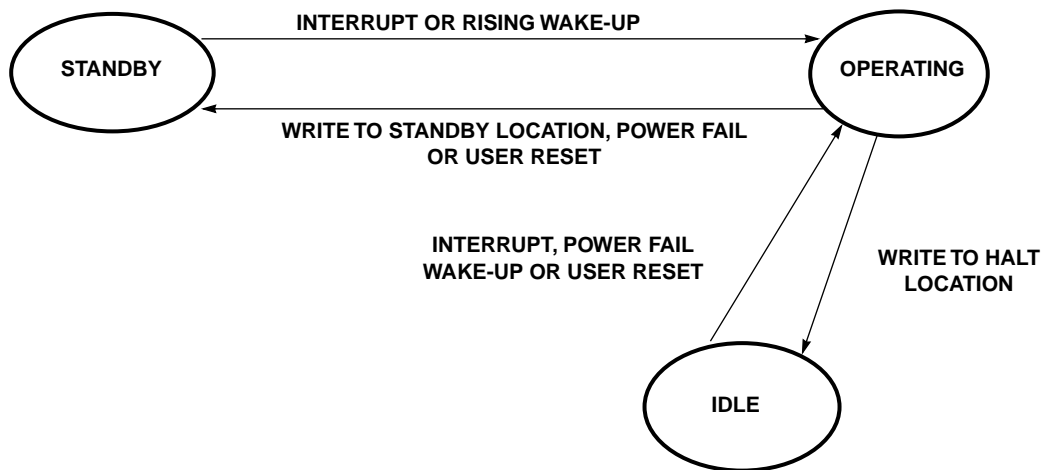 INTERRUPT OR RISING WAKE-UP
STANDBY
OPERATING
WRITE TO STANDBY LOCATION, POWER FAIL
OR USER RESET
INTERRUPT, POWER FAIL
WAKE-UP OR USER RESET
WRITE TO HALT
LOCATION
IDLE